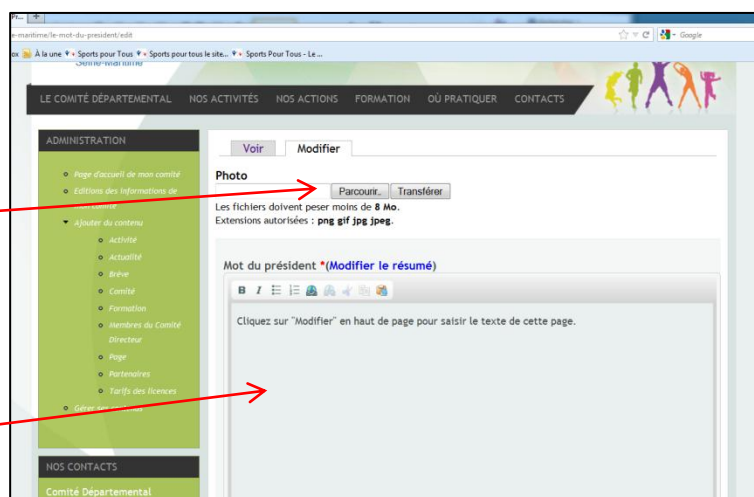 Pr...
e-maritime/le-mot-du-president/edit
Google
À la une
Sports pour Tous
Sports pour tous le site...
Sports Pour Tous - Le ...
Seine-Maritime
LE COMITÉ DÉPARTEMENTAL NOS ACTIVITÉS NOS ACTIONS FORMATION OÙ PRATIQUER CONTACTS
ADMINISTRATION
Page d'accueil de mon comité
Editions des informations de
comité
Ajouter du contenu
Activité
Actualité
Brève
Comité
Formation
Membres du Comité
Directeur
Page
Partenaires
Tarifs des licences
Gérer
NOS CONTACTS
Comité Départemental
Voir Modifier
Photo
Parcourir_ Transférer
Les fichiers doivent peser moins de 8 Mo.
Extensions autorisées : png gif jpg jpeg.
Mot du président *(Modifier le résumé)
B I
Cliquez sur "Modifier" en haut de page pour saisir le texte de cette page.